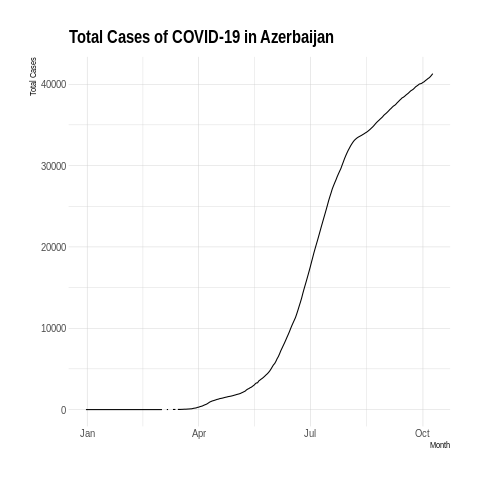 Total Cases of COVID-19 in Azerbaijan
Total Cases
40000
30000
20000
10000
0
Jan Apr Jul Oct
Month